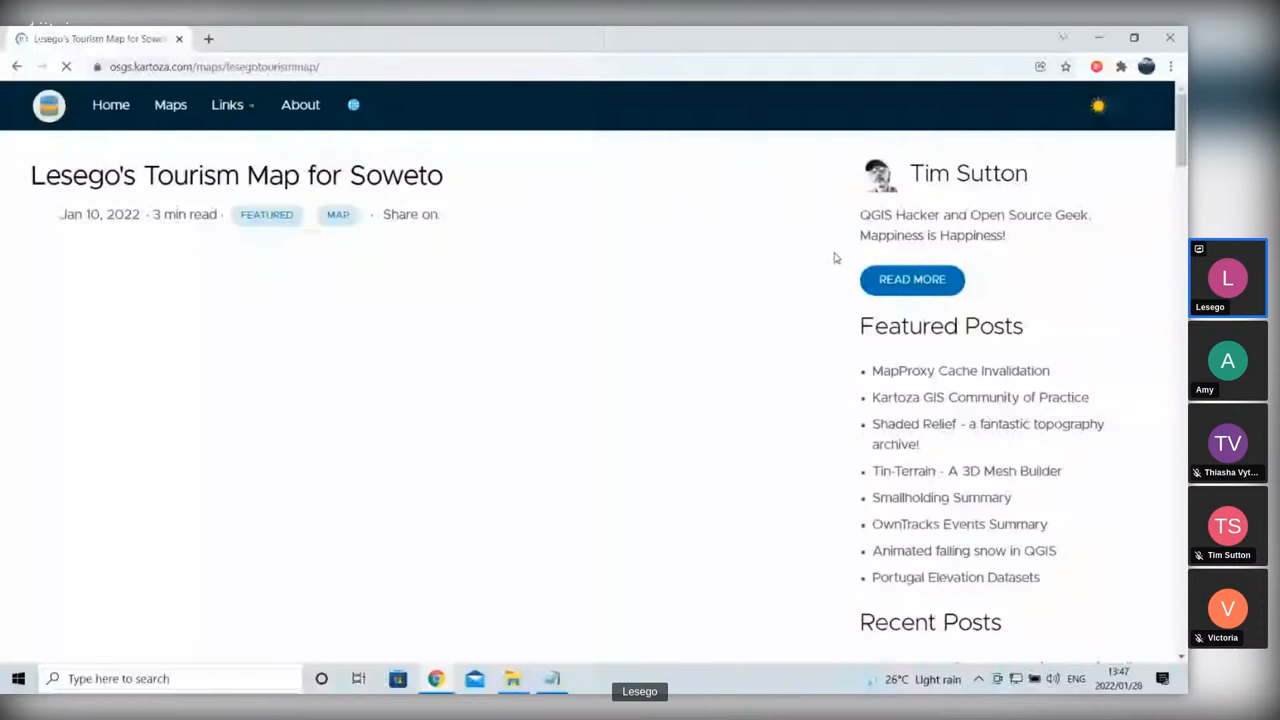 Lesego's Tourism Map for Sowe
osgs.kartoza.com/maps/lesegotourismmap/
Home Maps Links About
Lesego's Tourism Map for Soweto
Jan 10, 2022 · 3 min read · FEATURED MAP · Share on:
Tim Sutton
QGIS Hacker and Open Source Geek.
Mappiness is Happiness!
READ MORE
Featured Posts
MapProxy Cache Invalidation
Kartoza GIS Community of Practice
Shaded Relief - a fantastic topography
archive!
Tin-Terrain - A 3D Mesh Builder
Smallholding Summary
OwnTracks Events Summary
Animated falling snow in QGIS
Portugal Elevation Datasets
Recent Posts
L
Lesego
A
Amy
TV
Thiasha Vyt...
TS
Tim Sutton
V
Victoria
Type here to search
26°C Light rain
ENG
13:47
2022/01/28
Lesego